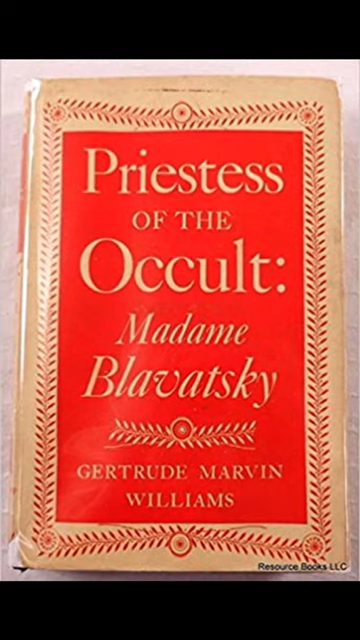 Priestess
OF THE
Occult:
Madame
Blavatsky
GERTRUDE MARVIN
WILLIAMS
Resource Books LLC